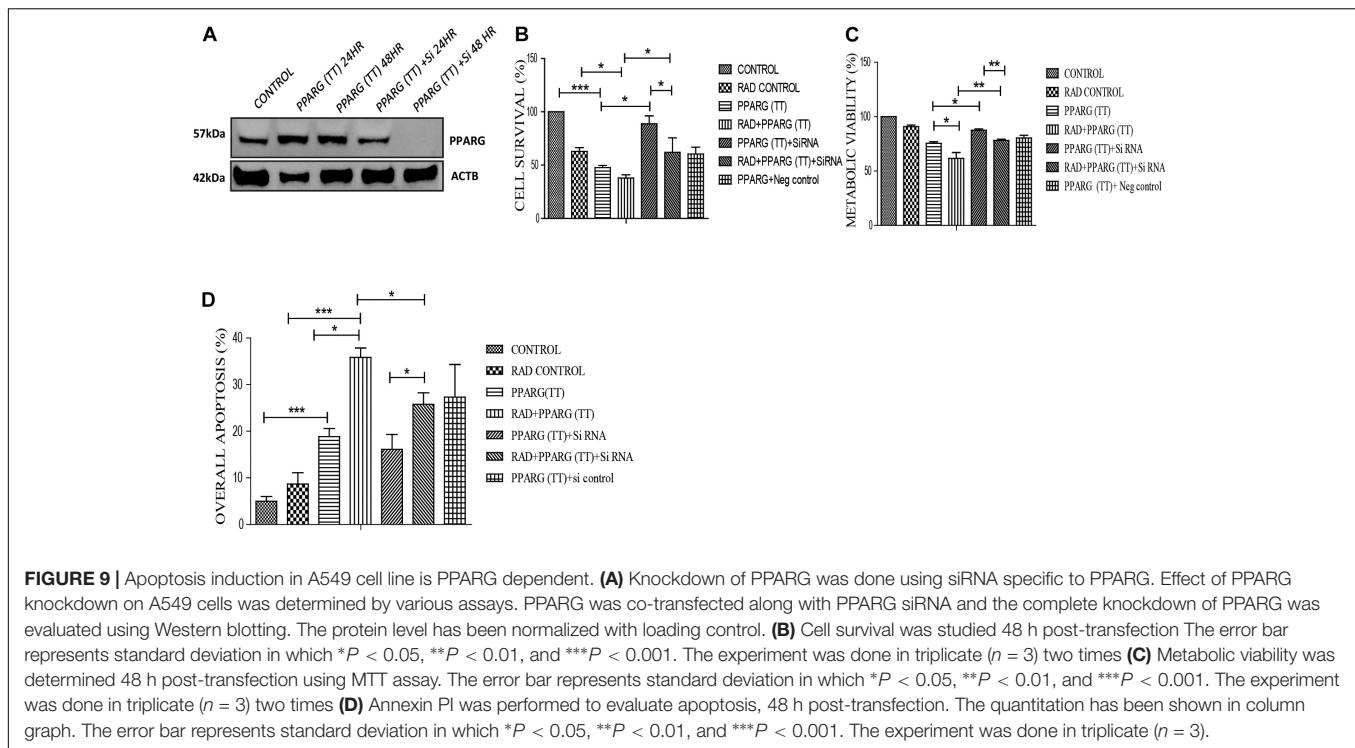 A
CONTROL
PPARG (TT) 24HR
PPARG (TT) 48HR
PPARG (TT) +Si 24HR
PPARG (TT) +Si 48 HR
57kDa
PPARG
42kDa
ACTB
B
CELL SURVIVAL (%)
150
100
50
0
***
*
*
*
*
CONTROL
RAD CONTROL
PPARG (TT)
RAD+PPARG (TT)
PPARG (TT)+SiRNA
RAD+PPARG (TT)+SiRNA
PPARG+Neg control
C
METABOLIC VIABILITY (%)
150
100
50
0
*
*
**
**
CONTROL
RAD CONTROL
PPARG (TT)
RAD+PPARG (TT)
PPARG (TT)+Si RNA
RAD+PPARG (TT)+Si RNA
PPARG (TT)+ Neg control
D
OVERALL APOPTOSIS (%)
40
30
20
10
0
***
***
*
*
*
CONTROL
RAD CONTROL
PPARG(TT)
RAD+PPARG (TT)
PPARG (TT)+Si RNA
RAD+PPARG (TT)+Si RNA
PPARG (TT)+si control
FIGURE 9 | Apoptosis induction in A549 cell line is PPARG dependent. (A) Knockdown of PPARG was done using siRNA specific to PPARG. Effect of PPARG
knockdown on A549 cells was determined by various assays. PPARG was co-transfected along with PPARG siRNA and the complete knockdown of PPARG was
evaluated using Western blotting. The protein level has been normalized with loading control. (B) Cell survival was studied 48 h post-transfection The error bar
represents standard deviation in which *P < 0.05, **P < 0.01, and ***P < 0.001. The experiment was done in triplicate (n = 3) two times (C) Metabolic viability was
determined 48 h post-transfection using MTT assay. The error bar represents standard deviation in which *P < 0.05, **P < 0.01, and ***P < 0.001. The experiment
was done in triplicate (n = 3) two times (D) Annexin PI was performed to evaluate apoptosis, 48 h post-transfection. The quantitation has been shown in column
graph. The error bar represents standard deviation in which *P < 0.05, **P < 0.01, and ***P < 0.001. The experiment was done in triplicate (n = 3).